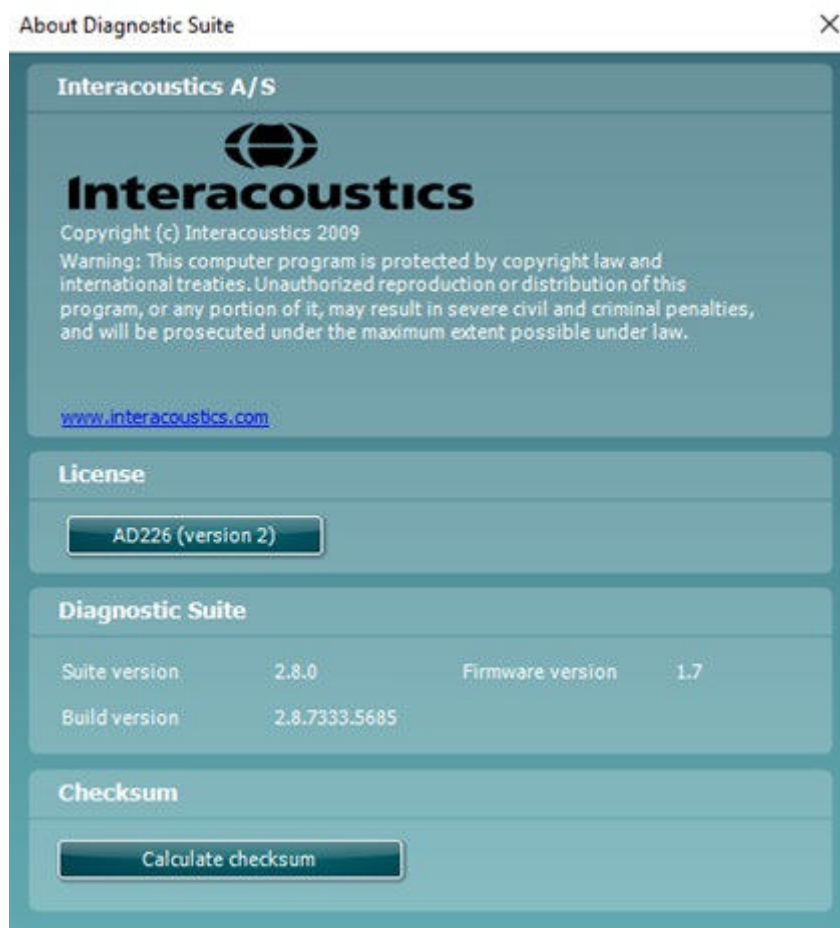 About Diagnostic Suite
Interacoustics A/S
Interacoustics
Copyright (c) Interacoustics 2009
Warning: This computer program is protected by copyright law and
international treaties. Unauthorized reproduction or distribution of this
program, or any portion of it, may result in severe civil and criminal penalties,
and will be prosecuted under the maximum extent possible under law.
www.interacoustics.com
License
AD226 (version 2)
Diagnostic Suite
Suite version 2.8.0 Firmware version 1.7
Build version 2.8.7333.5685
Checksum
Calculate checksum